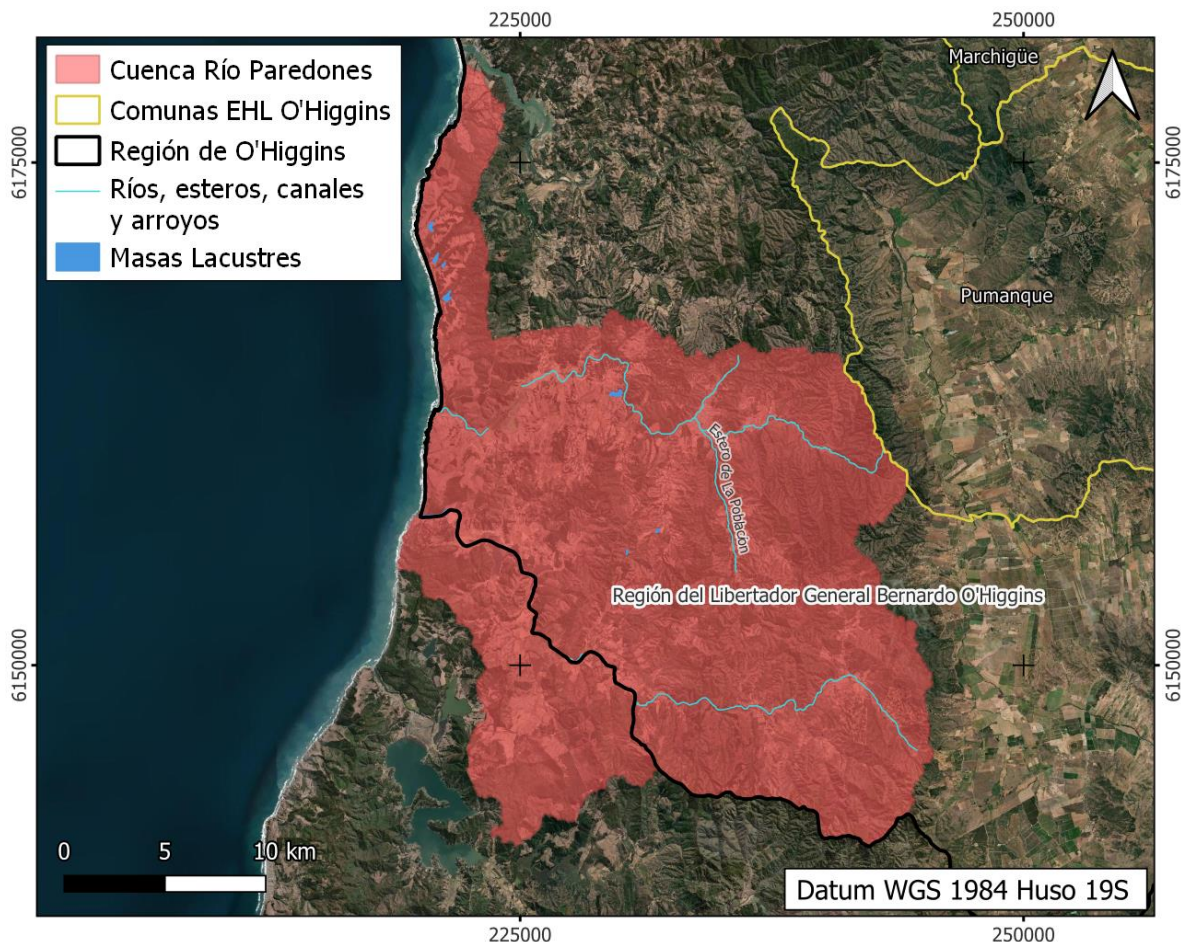 225000
250000
Cuenca Río Paredones
Comunas EHL O'Higgins
Región de O'Higgins
Ríos, esteros, canales
y arroyos
Masas Lacustres
Marchigüe
6175000
6175000
Pumanque
Estero de La Población
Región del Libertador General Bernardo O'Higgins
6150000
6150000
0 5 10 km
Datum WGS 1984 Huso 19S
225000
250000